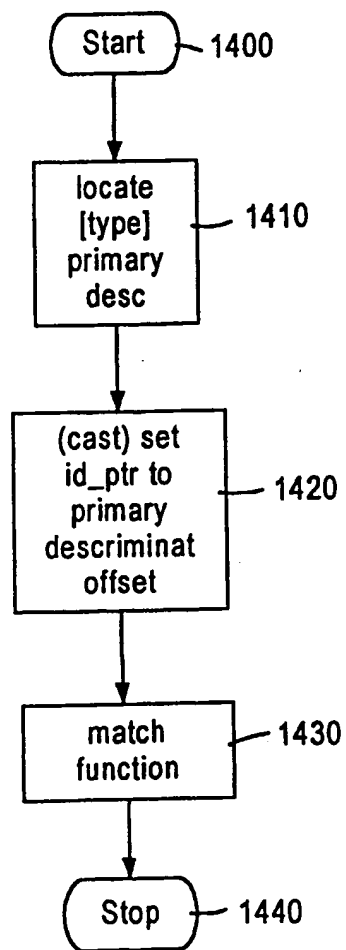 Start
1400
locate
[type]
primary
desc
1410
(cast) set
id_ptr to
primary
descriminat
offset
1420
match
function
1430
Stop
1440